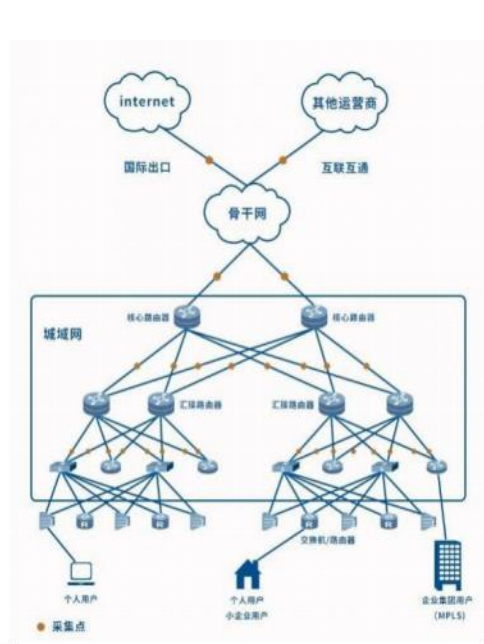 internet
其他运营商
国际出口
互联互通
骨干网
核心路由器
核心路由器
城域网
汇接路由器
汇接路由器
R
R
R
R
交换机/路由器
个人用户
个人用户
小企业用户
企业集团用户
(MPLS)
采集点